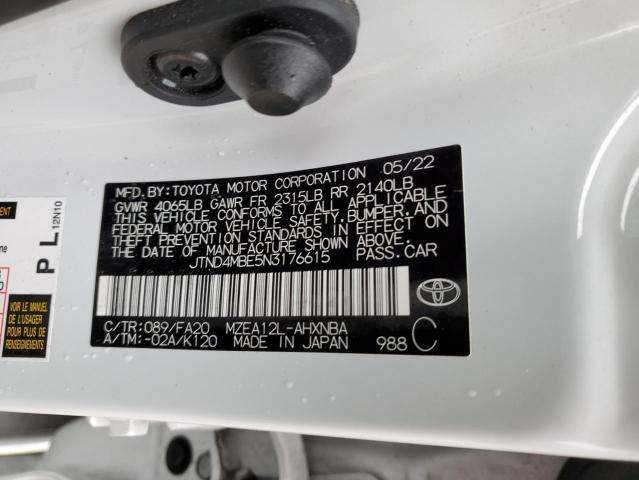 MFD.BY: TOYOTA MOTOR CORPORATION 05/22
GVWR 4065LB GAWR FR 2315LB RR 2140LB
THIS VEHICLE CONFORMS TO ALL APPLICABLE
FEDERAL MOTOR VEHICLE SAFETY, BUMPER, AND
THEFT PREVENTION STANDARDS IN EFFECT ON
THE DATE OF MANUFACTURE SHOWN ABOVE.
JTND4MBE5N3176615 PASS.CAR
C/TR: 089/FA20 MZEA12L-AHXNBA
A/TM: -02A/K120 MADE IN JAPAN 988 C
P L 12N10
VOIR LE MANUEL
DE L'USAGER
POUR PLUS DE
RENSEIGNEMENTS